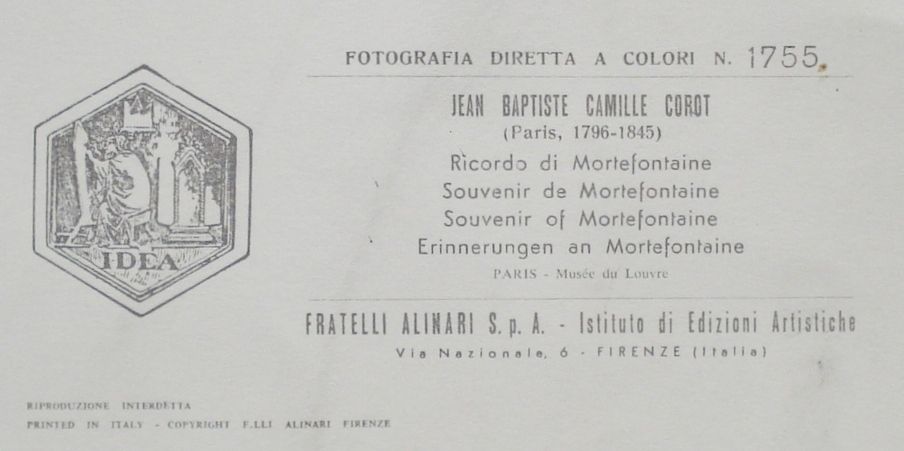 FOTOGRAFIA DIRETTA A COLORI N. 1755.
JEAN BAPTISTE CAMILLE COROT
(Paris, 1796-1845)
Ricordo di Mortefontaine
Souvenir de Mortefontaine
Souvenir of Mortefontaine
Erinnerungen an Mortefontaine
PARIS - Musée du Louvre
IDEA
FRATELLI ALINARI S. p. A. - Istituto di Edizioni Artistiche
Via Nazionale, 6 - FIRENZE (Italia)
RIPRODUZIONE INTERDETTA
PRINTED IN ITALY - COPYRIGHT F.LLI ALINARI FIRENZE